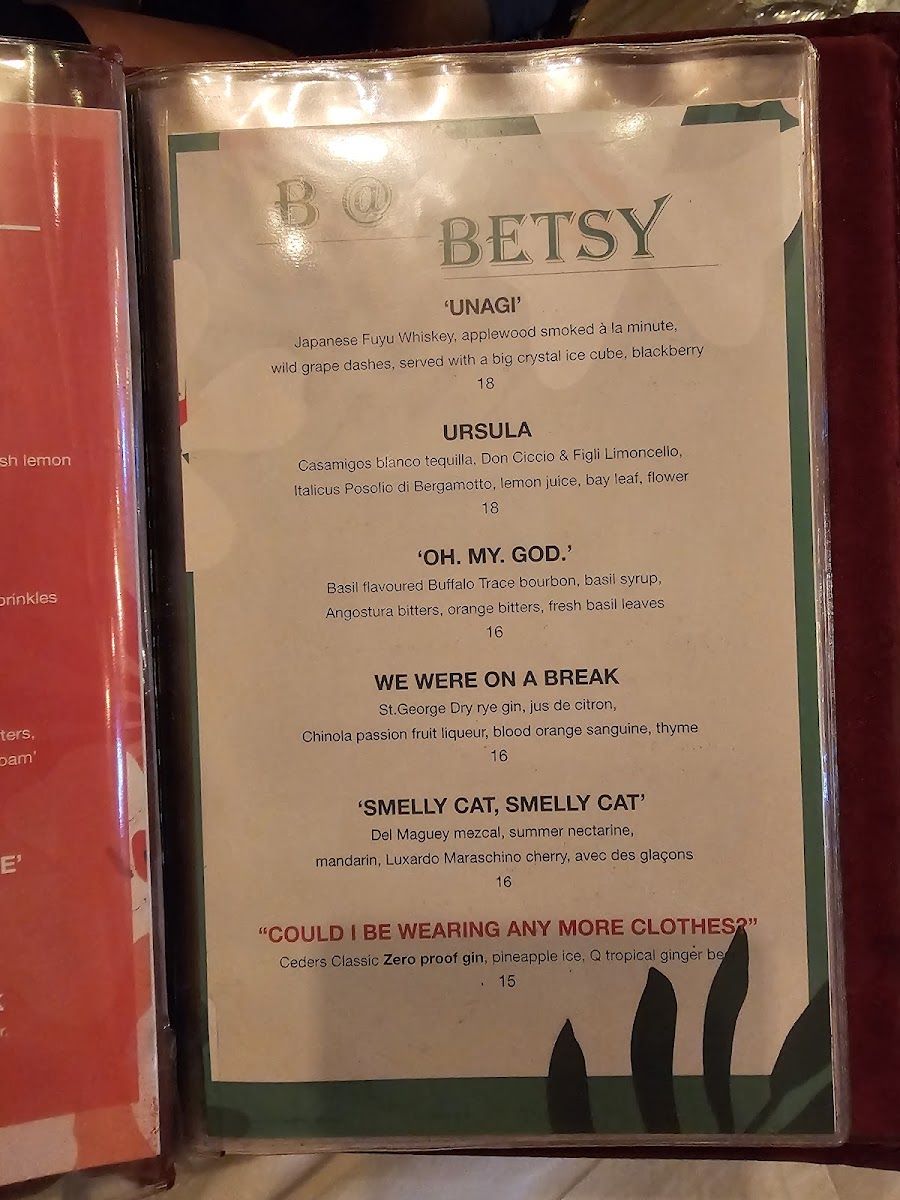 sh lemon
prinkles
ters,
oam'
E'
K
r.
B @
BETSY
'UNAGI'
Japanese Fuyu Whiskey, applewood smoked à la minute,
wild grape dashes, served with a big crystal ice cube, blackberry
18
URSULA
Casamigos blanco tequilla, Don Ciccio & Figli Limoncello,
Italicus Posolio di Bergamotto, lemon juice, bay leaf, flower
18
'OH. MY. GOD.'
Basil flavoured Buffalo Trace bourbon, basil syrup,
Angostura bitters, orange bitters, fresh basil leaves
16
WE WERE ON A BREAK
St.George Dry rye gin, jus de citron,
Chinola passion fruit liqueur, blood orange sanguine, thyme
16
'SMELLY CAT, SMELLY CAT'
Del Maguey mezcal, summer nectarine,
mandarin, Luxardo Maraschino cherry, avec des glaçons
16
"COULD I BE WEARING ANY MORE CLOTHES?"
Ceders Classic Zero proof gin, pineapple ice, Q tropical ginger be
15